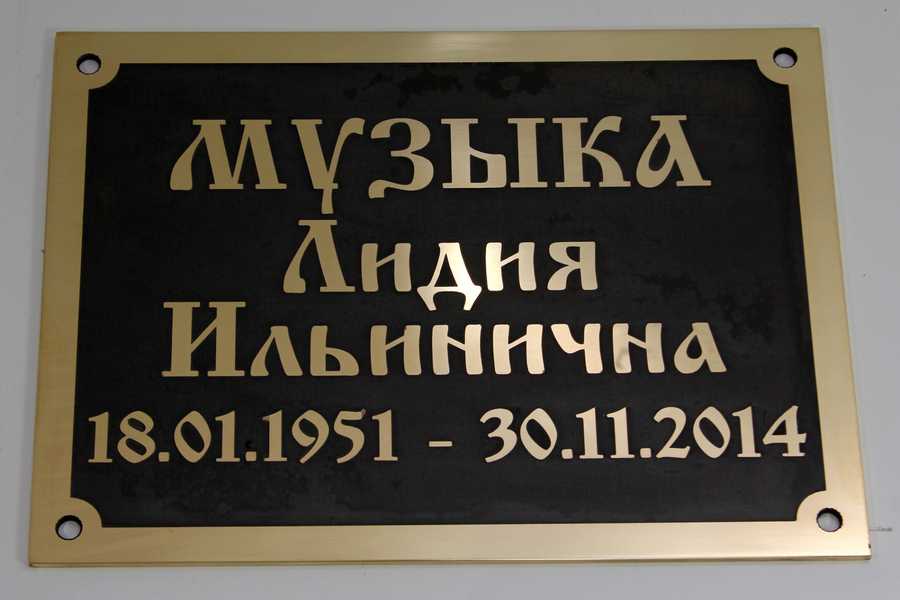 МУЗЫКА
Лидия
Ильинична
18.01.1951 - 30.11.2014